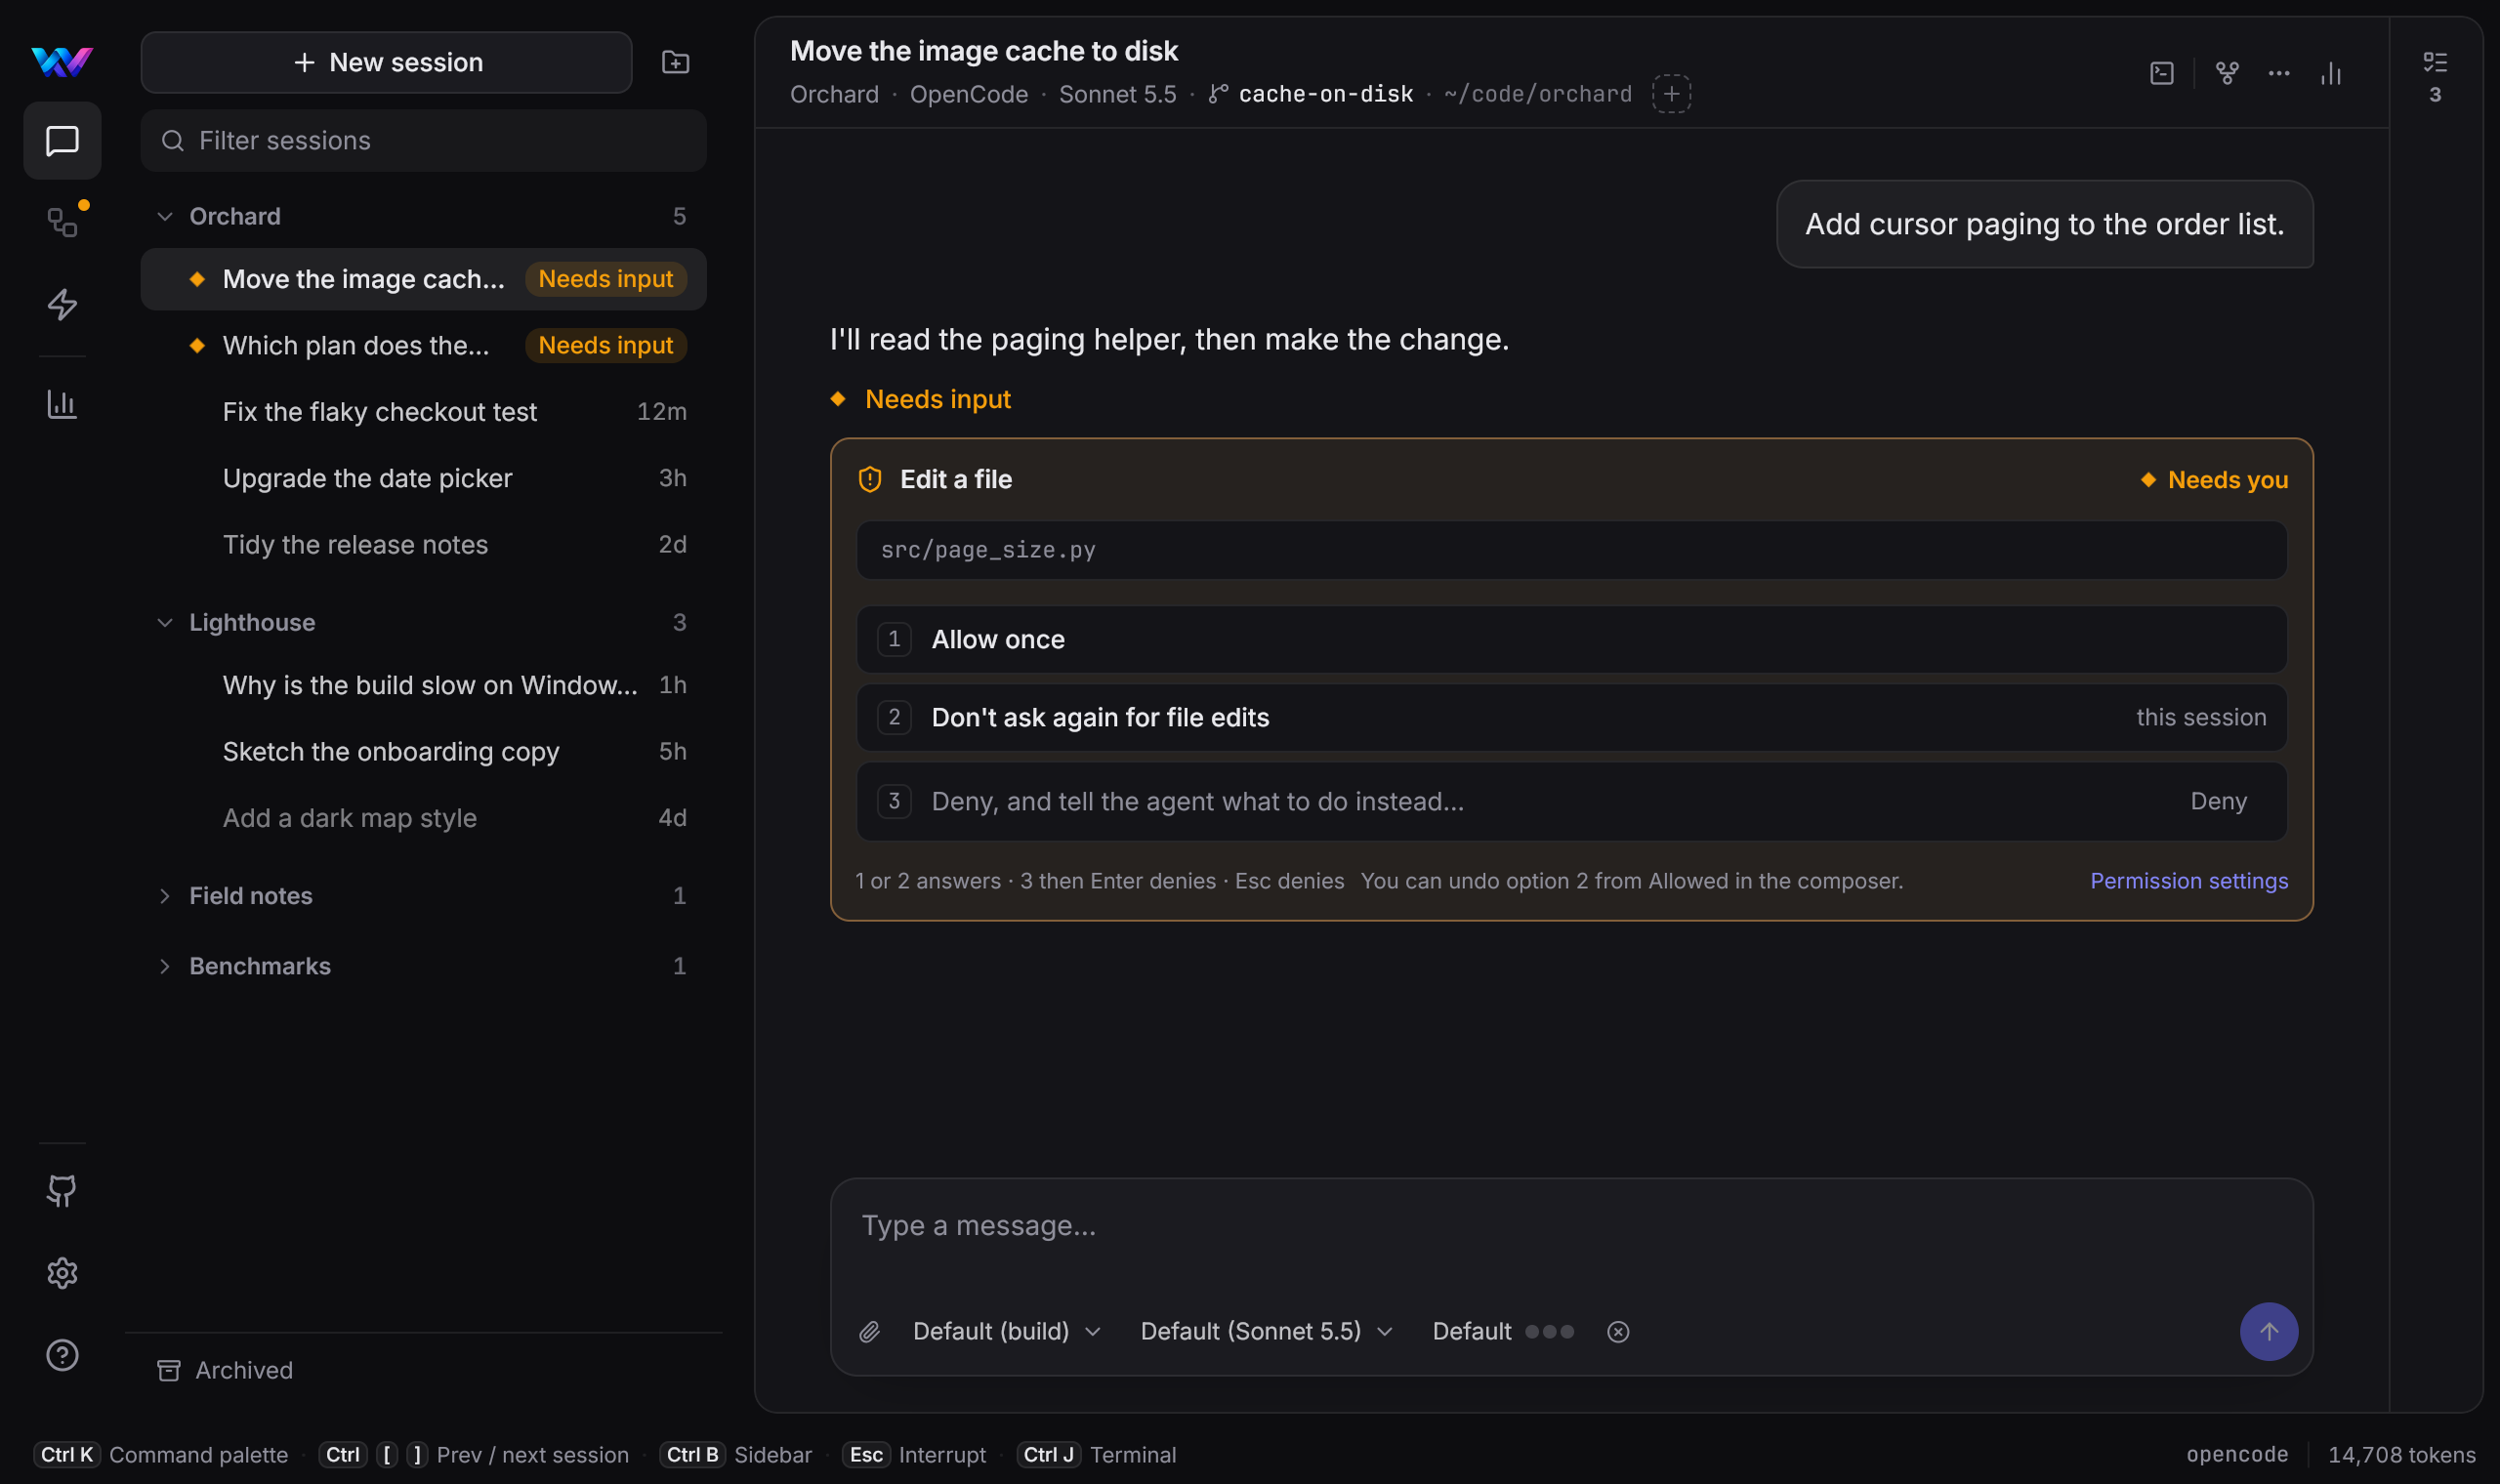 New session
Filter sessions
Orchard 5
Move the image cach... Needs input
Which plan does the... Needs input
Fix the flaky checkout test 12m
Upgrade the date picker 3h
Tidy the release notes 2d
Lighthouse 3
Why is the build slow on Window... 1h
Sketch the onboarding copy 5h
Add a dark map style 4d
Field notes 1
Benchmarks 1
Archived
Move the image cache to disk
Orchard · OpenCode · Sonnet 5.5 · cache-on-disk · ~/code/orchard
3
Add cursor paging to the order list.
I'll read the paging helper, then make the change.
Needs input
Edit a file Needs you
src/page_size.py
1 Allow once
2 Don't ask again for file edits this session
3 Deny, and tell the agent what to do instead... Deny
1 or 2 answers · 3 then Enter denies · Esc denies You can undo option 2 from Allowed in the composer. Permission settings
Type a message...
Default (build) Default (Sonnet 5.5) Default
Ctrl K Command palette · Ctrl [ ] Prev / next session · Ctrl B Sidebar · Esc Interrupt · Ctrl J Terminal
opencode 14,708 tokens